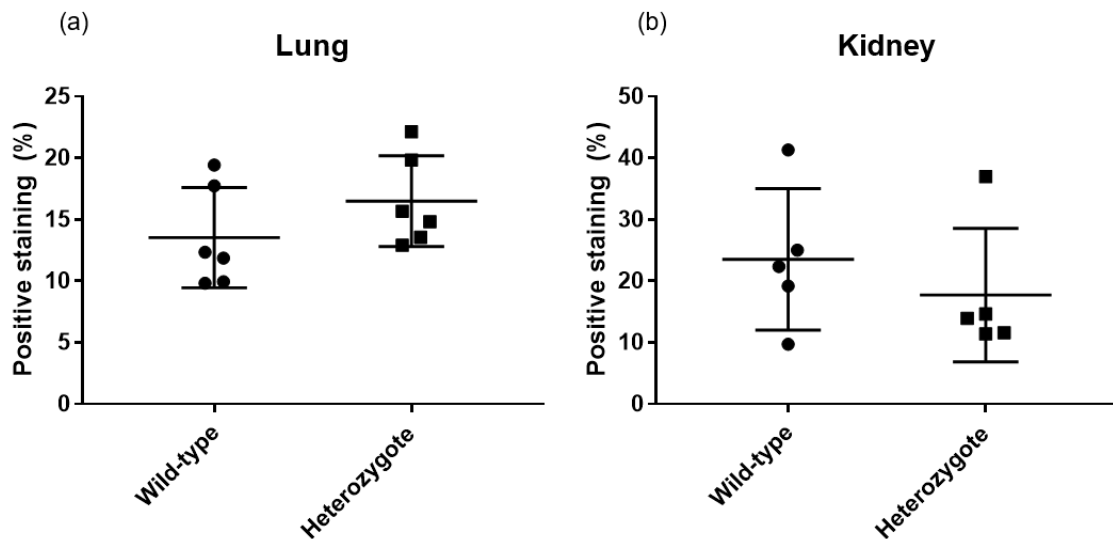 (a)
Lung
Positive staining (%)
25
20
15
10
5
0
Wild-type
Heterozygote
(b)
Kidney
Positive staining (%)
50
40
30
20
10
0
Wild-type
Heterozygote